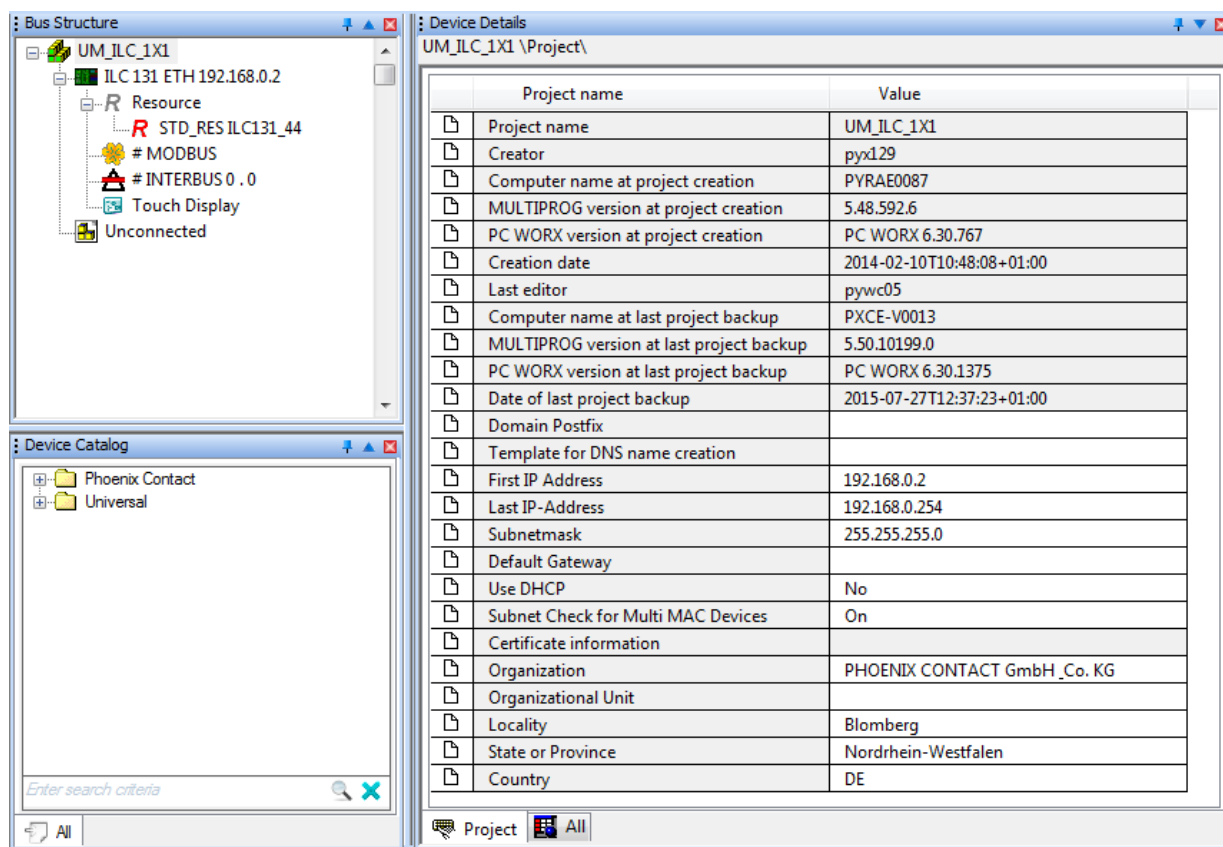 Bus Structure
UM_ILC_1X1
ILC 131 ETH 192.168.0.2
R Resource
R STD_RES ILC131_44
# MODBUS
# INTERBUS 0 . 0
Touch Display
Unconnected
Device Catalog
Phoenix Contact
Universal
Enter search criteria
All
Device Details
UM_ILC_1X1 \Project\
Project name Value
Project name UM_ILC_1X1
Creator pyx129
Computer name at project creation PYRAE0087
MULTIPROG version at project creation 5.48.592.6
PC WORX version at project creation PC WORX 6.30.767
Creation date 2014-02-10T10:48:08+01:00
Last editor pywc05
Computer name at last project backup PXCE-V0013
MULTIPROG version at last project backup 5.50.10199.0
PC WORX version at last project backup PC WORX 6.30.1375
Date of last project backup 2015-07-27T12:37:23+01:00
Domain Postfix
Template for DNS name creation
First IP Address 192.168.0.2
Last IP-Address 192.168.0.254
Subnetmask 255.255.255.0
Default Gateway
Use DHCP No
Subnet Check for Multi MAC Devices On
Certificate information
Organization PHOENIX CONTACT GmbH _Co. KG
Organizational Unit
Locality Blomberg
State or Province Nordrhein-Westfalen
Country DE
Project All